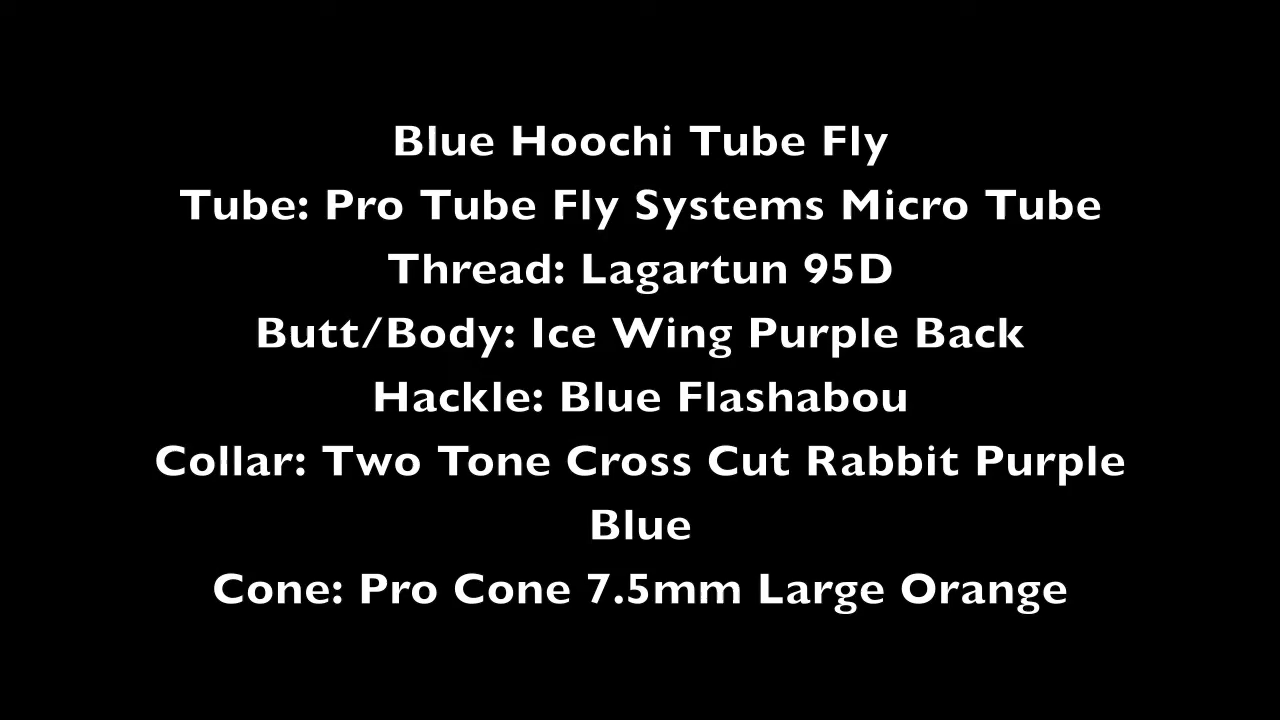 Blue Hoochi Tube Fly
Tube: Pro Tube Fly Systems Micro Tube
Thread: Lagartun 95D
Butt/Body: Ice Wing Purple Back
Hackle: Blue Flashabou
Collar: Two Tone Cross Cut Rabbit Purple
Blue
Cone: Pro Cone 7.5mm Large Orange